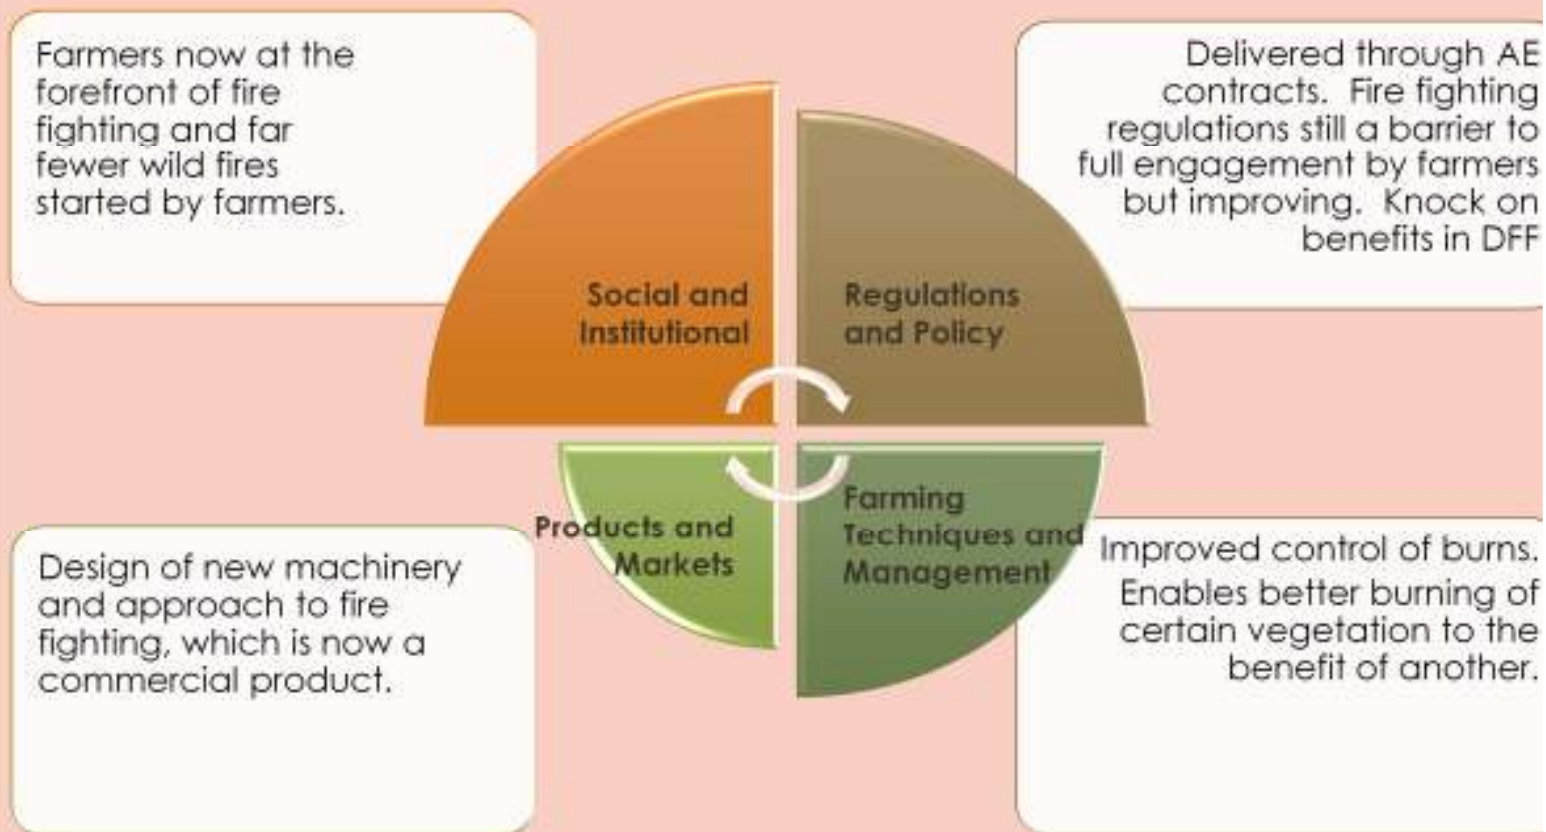 Farmers now at the
forefront of fire
fighting and far
fewer wild fires
started by farmers.
Delivered through AE
contracts.  Fire fighting
regulations still a barrier to
full engagement by farmers
but improving.  Knock on
benefits in DFF
Social and
Institutional
Regulations
and Policy
Products and
Markets
Farming
Techniques and
Management
Design of new machinery
and approach to fire
fighting, which is now a
commercial product.
Improved control of burns.
Enables better burning of
certain vegetation to the
benefit of another.